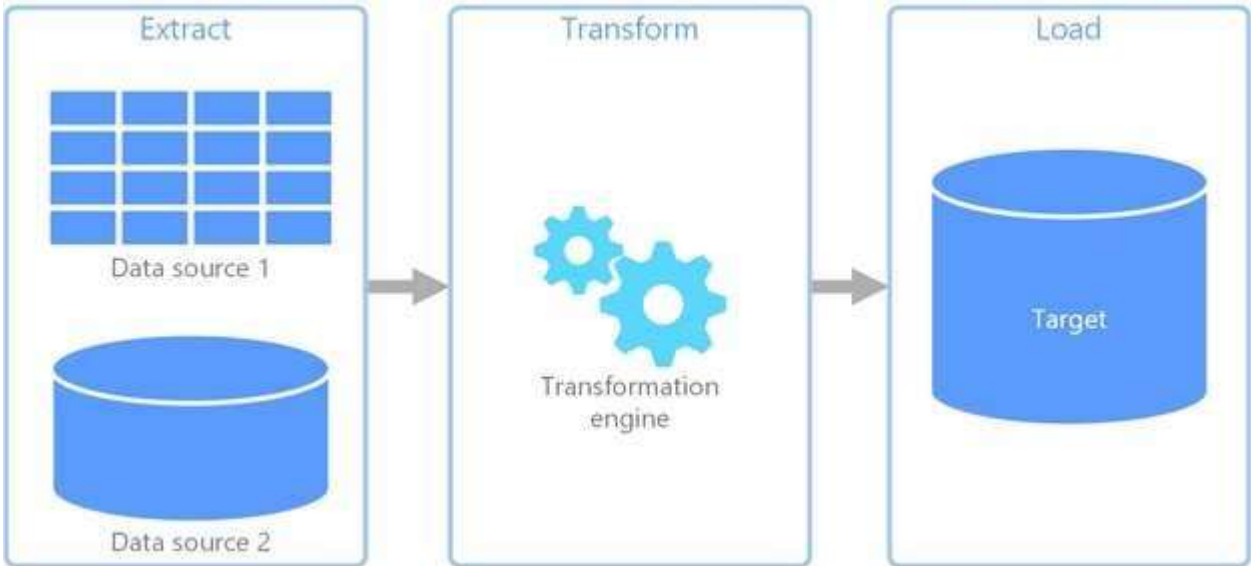 Extract
Data source 1
Data source 2
Transform
Transformation
engine
Load
Target